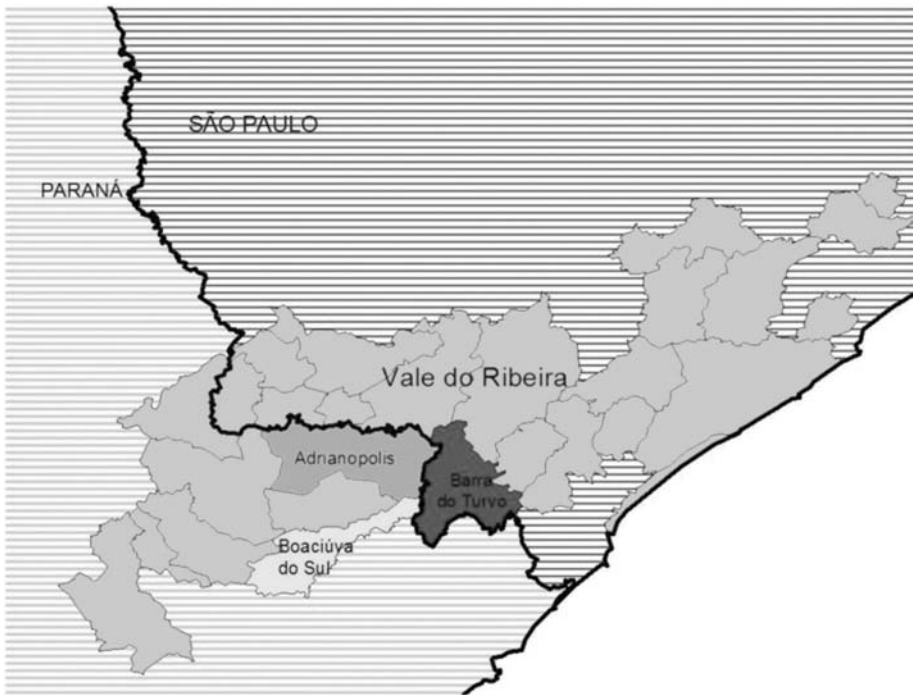 SÃO PAULO
PARANÁ
Vale do Ribeira
Adrianopolis
Barra
do Turvo
Boaciúva
do Sul